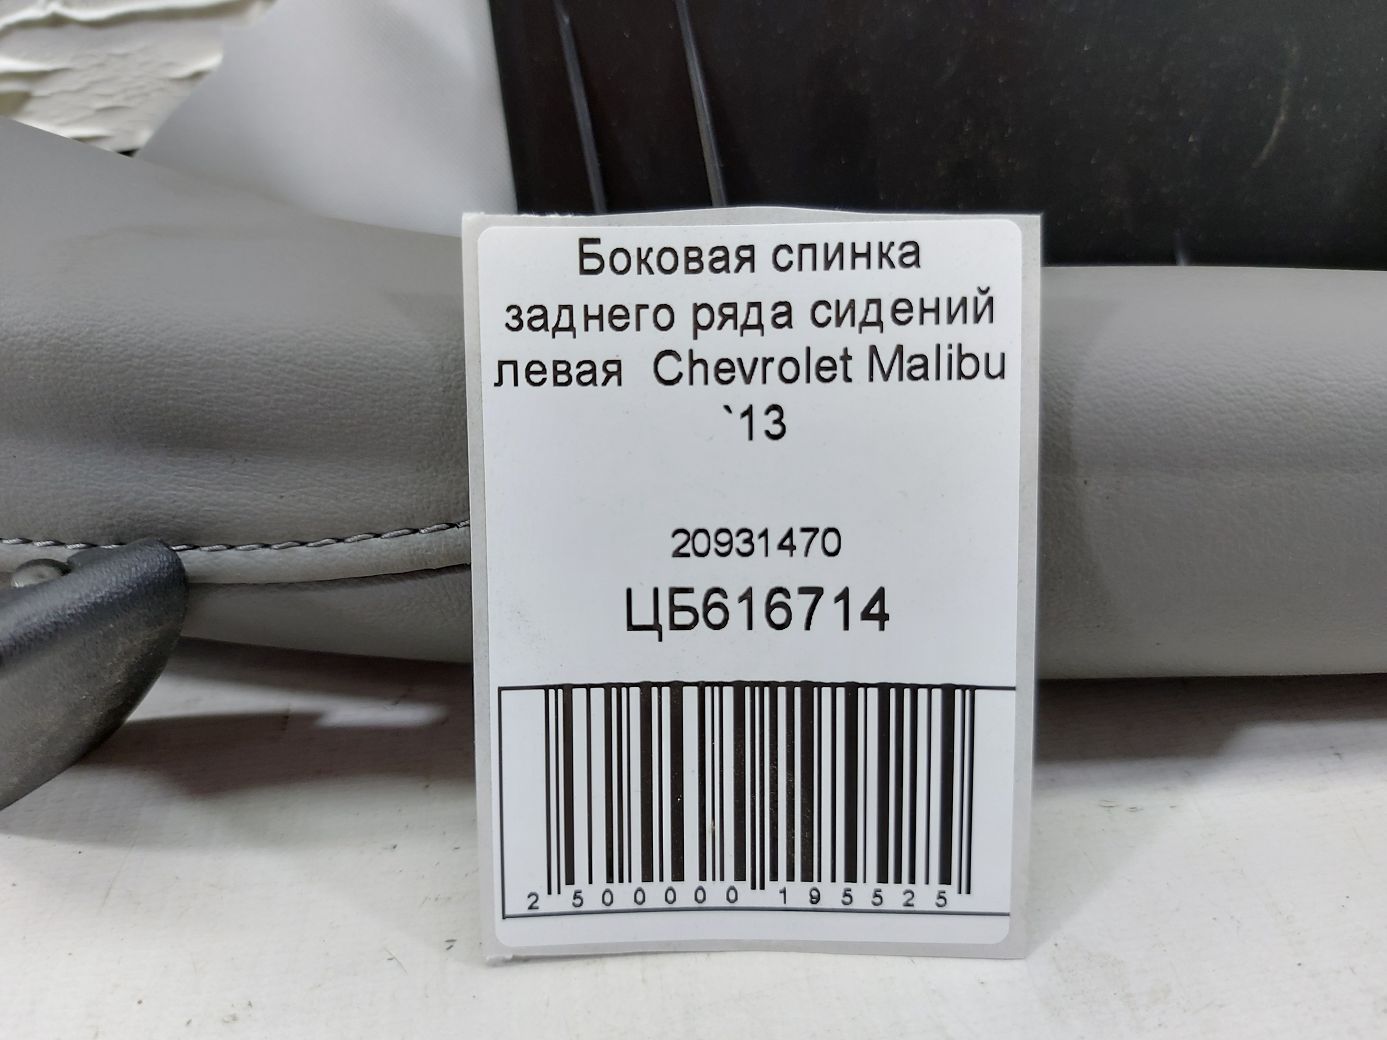 Боковая спинка
заднего ряда сидений
левая Chevrolet Malibu
`13
20931470
ЦБ616714
2 500000 195525